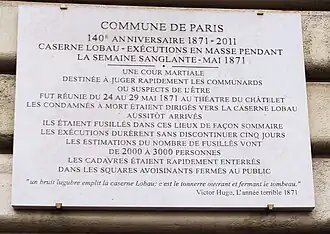 COMMUNE DE PARIS
140e ANNIVERSAIRE 1871-2011
CASERNE LOBAU - EXÉCUTIONS EN MASSE PENDANT
LA SEMAINE SANGLANTE - MAI 1871
UNE COUR MARTIALE
DESTINÉE À JUGER RAPIDEMENT LES COMMUNARDS
OU SUSPECTS DE L'ÊTRE
FUT RÉUNIE DU 24 AU 29 MAI 1871 AU THÉATRE DU CHÂTELET
LES CONDAMNÉS À MORT ÉTAIENT DIRIGÉS VERS LA CASERNE LOBAU
AUSSITÔT ARRIVÉS
ILS ÉTAIENT FUSILLÉS DANS CES LIEUX DE FAÇON SOMMAIRE
LES EXÉCUTIONS DURÈRENT SANS DISCONTINUER CINQ JOURS
LES ESTIMATIONS DU NOMBRE DE FUSILLÉS VONT
DE 2000 À 3000 PERSONNES
LES CADAVRES ÉTAIENT RAPIDEMENT ENTERRÉS
DANS LES SQUARES AVOISINANTS FERMÉS AU PUBLIC
"un bruit lugubre emplit la caserne Lobau: c'est le tonnerre ouvrant et fermant le tombeau."
Victor Hugo, L'année terrible 1871